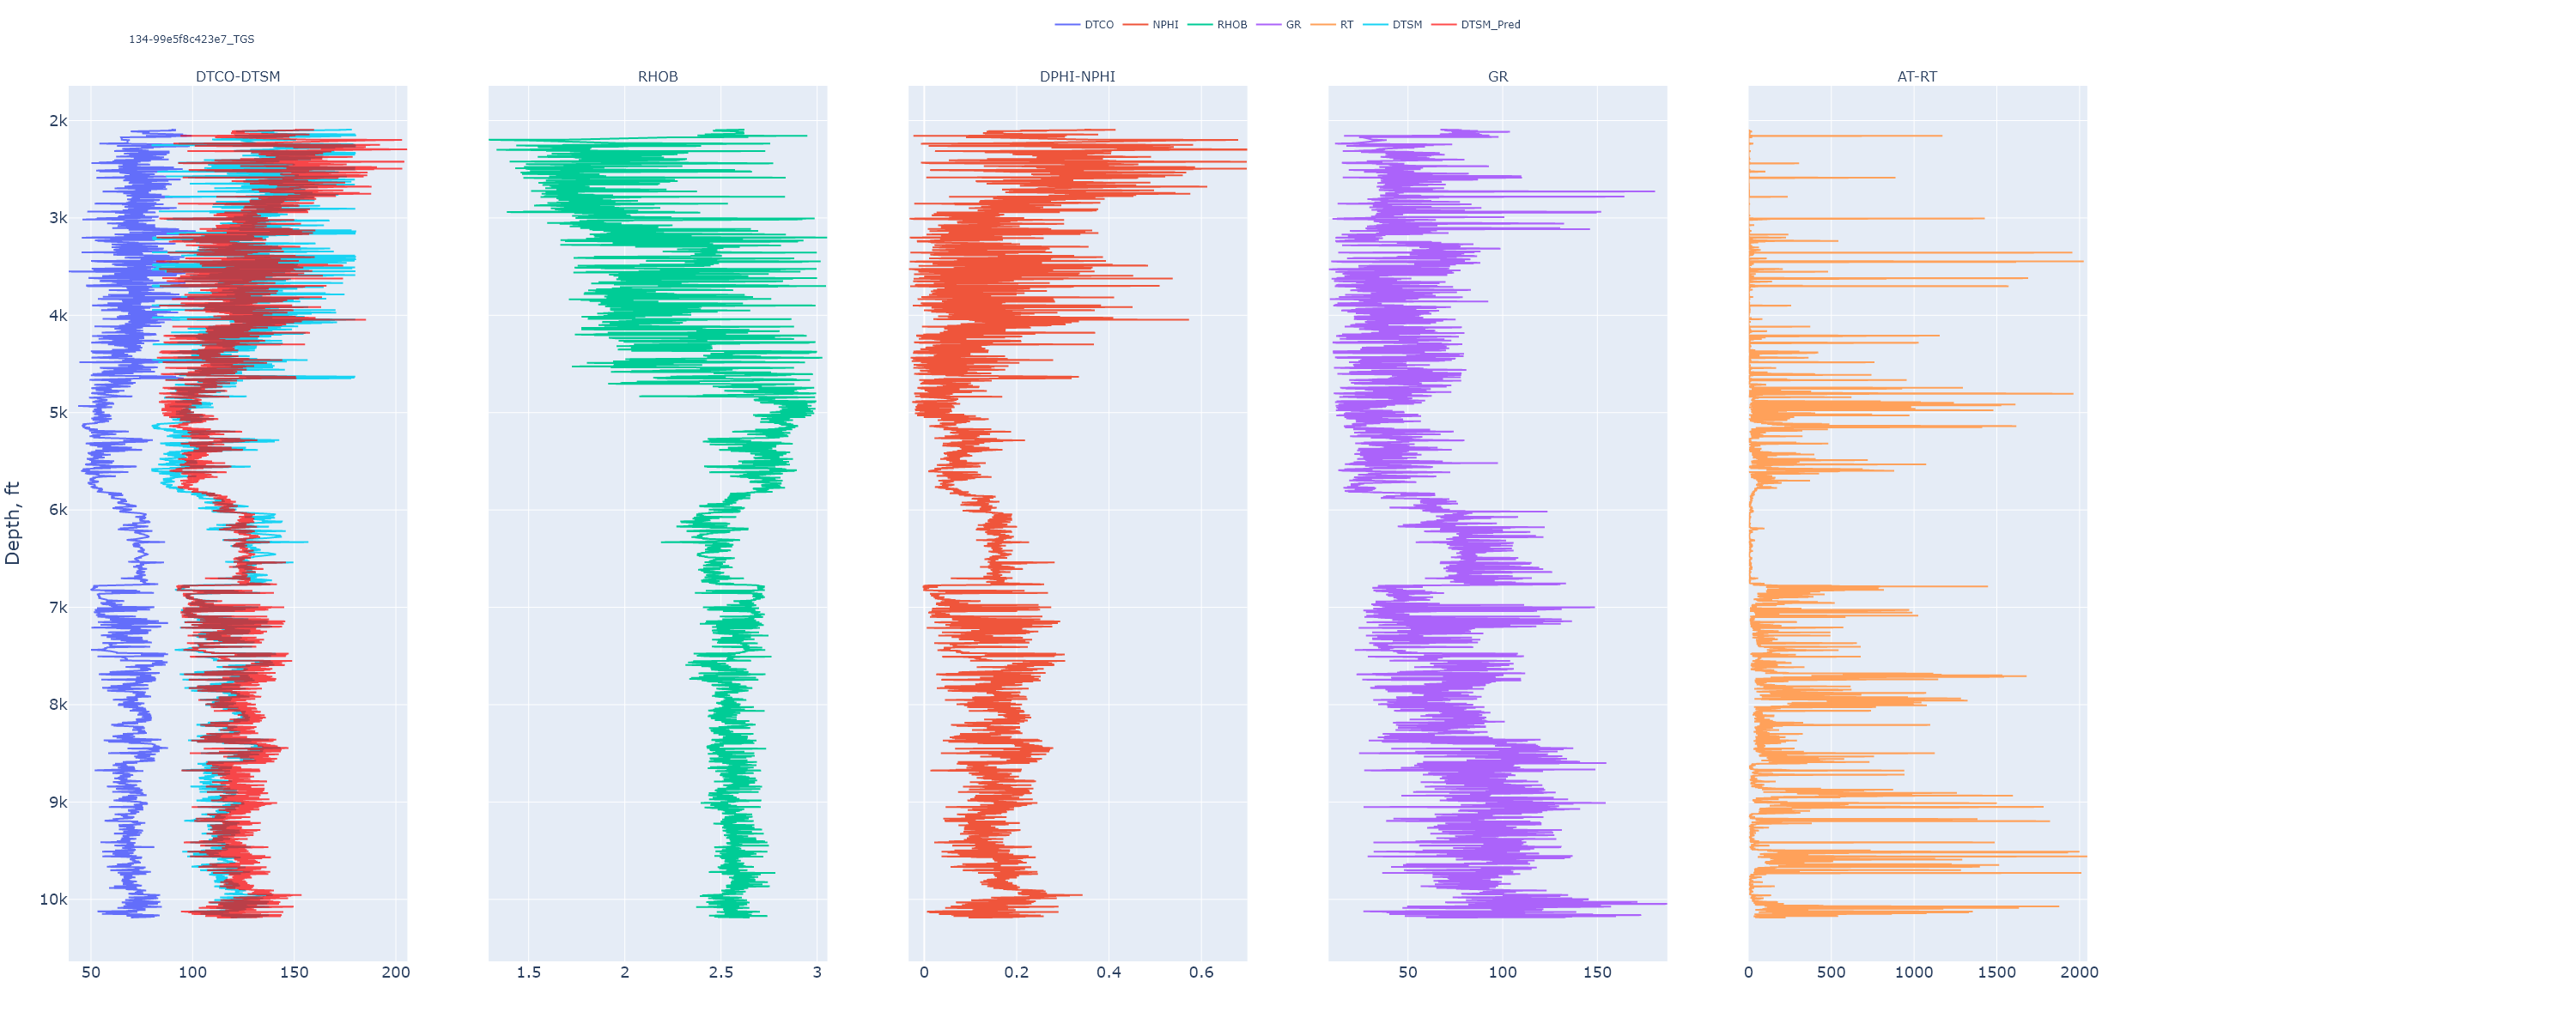 DTCO NPHI RHOB GR RT DTSM DTSM_Pred
134-99e5f8c423e7_TGS
DTCO-DTSM RHOB DPHI-NPHI GR AT-RT
2k
3k
4k
5k
6k
7k
8k
9k
10k
Depth, ft
50 100 150 200 1.5 2 2.5 3 0 0.2 0.4 0.6 50 100 150 0 500 1000 1500 2000